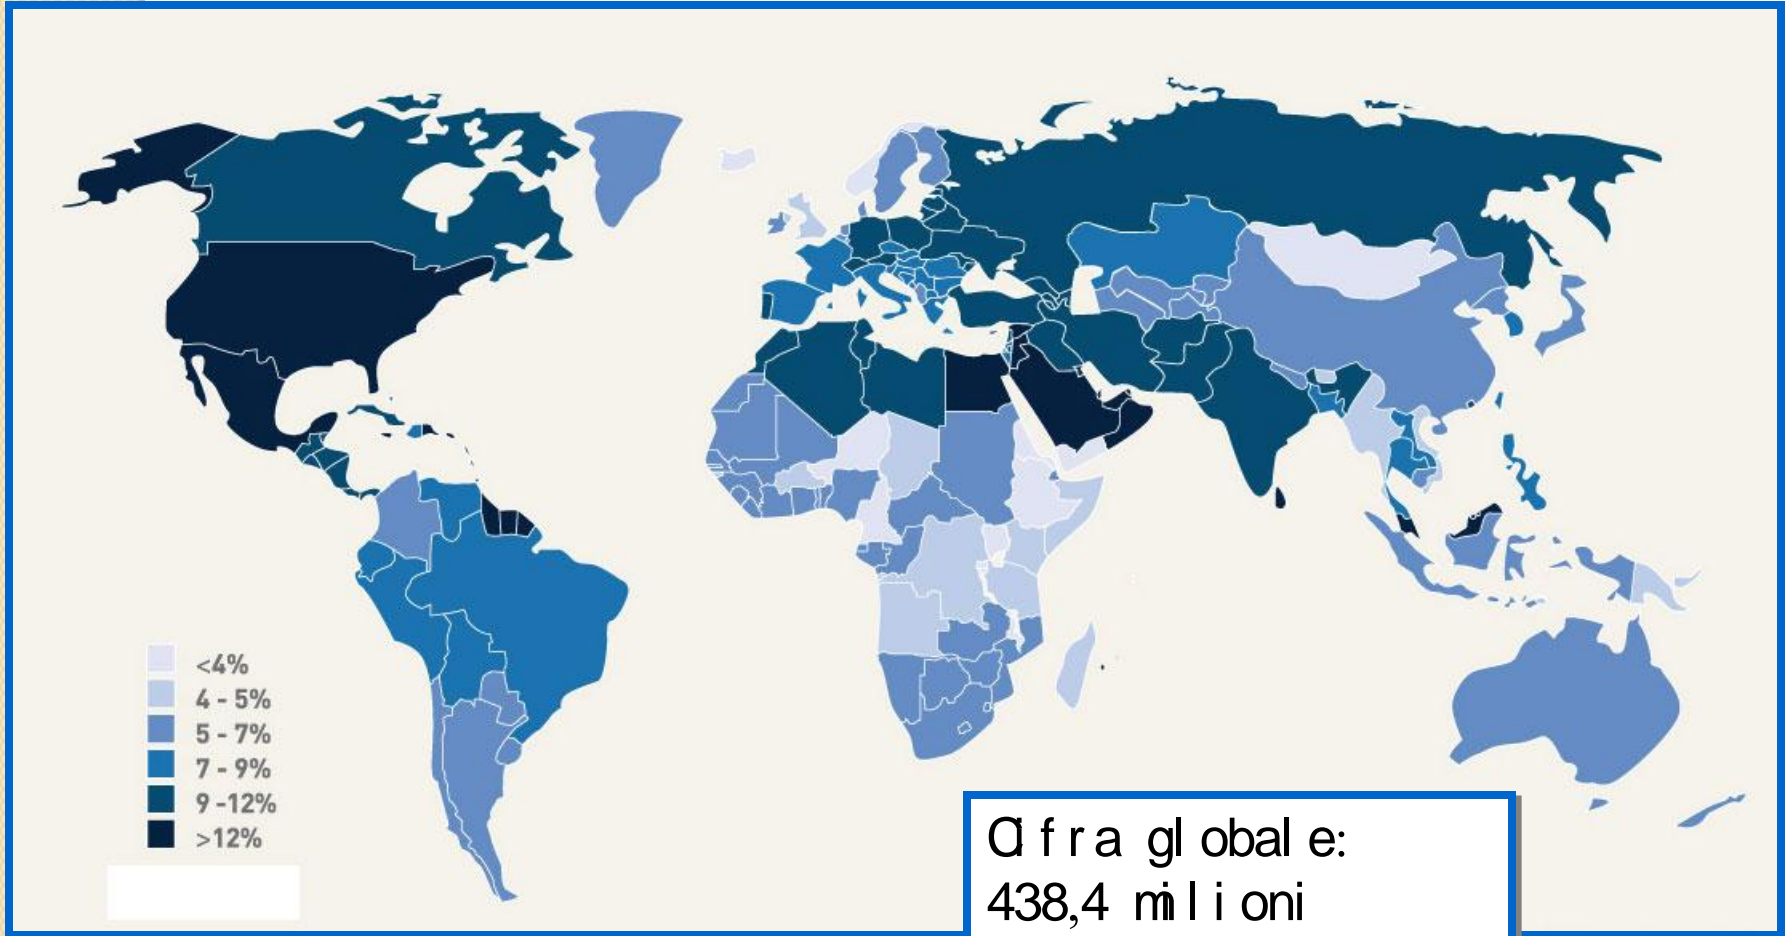 <4%
4 - 5%
5 - 7%
7 - 9%
9 -12%
>12%
Cifra globale:
438,4 milioni